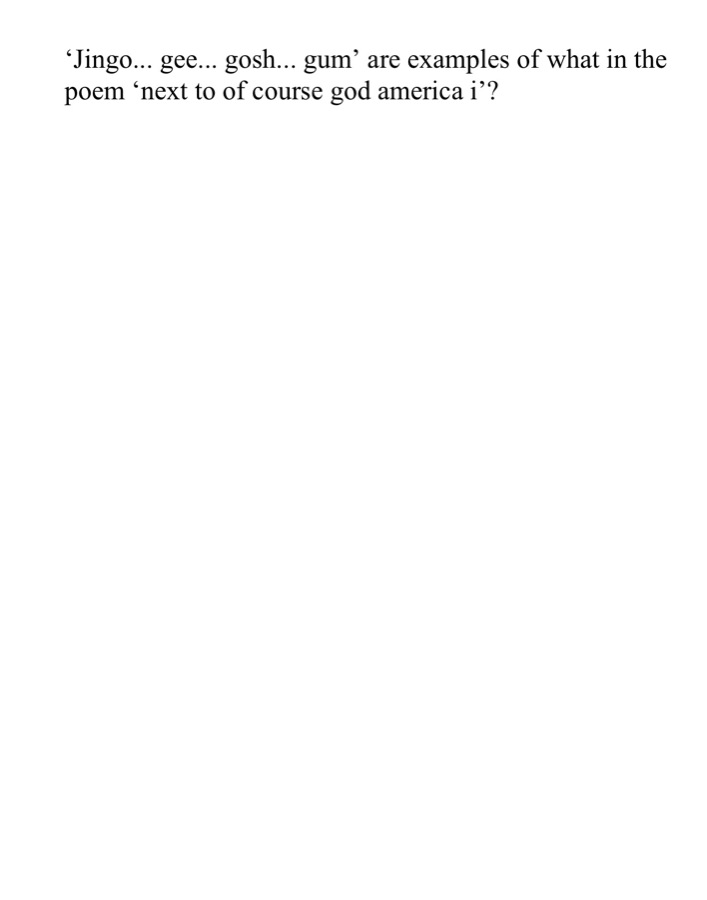 ‘Jingo... gee... gosh... gum’ are examples of what in the
poem ‘next to of course god america i’?